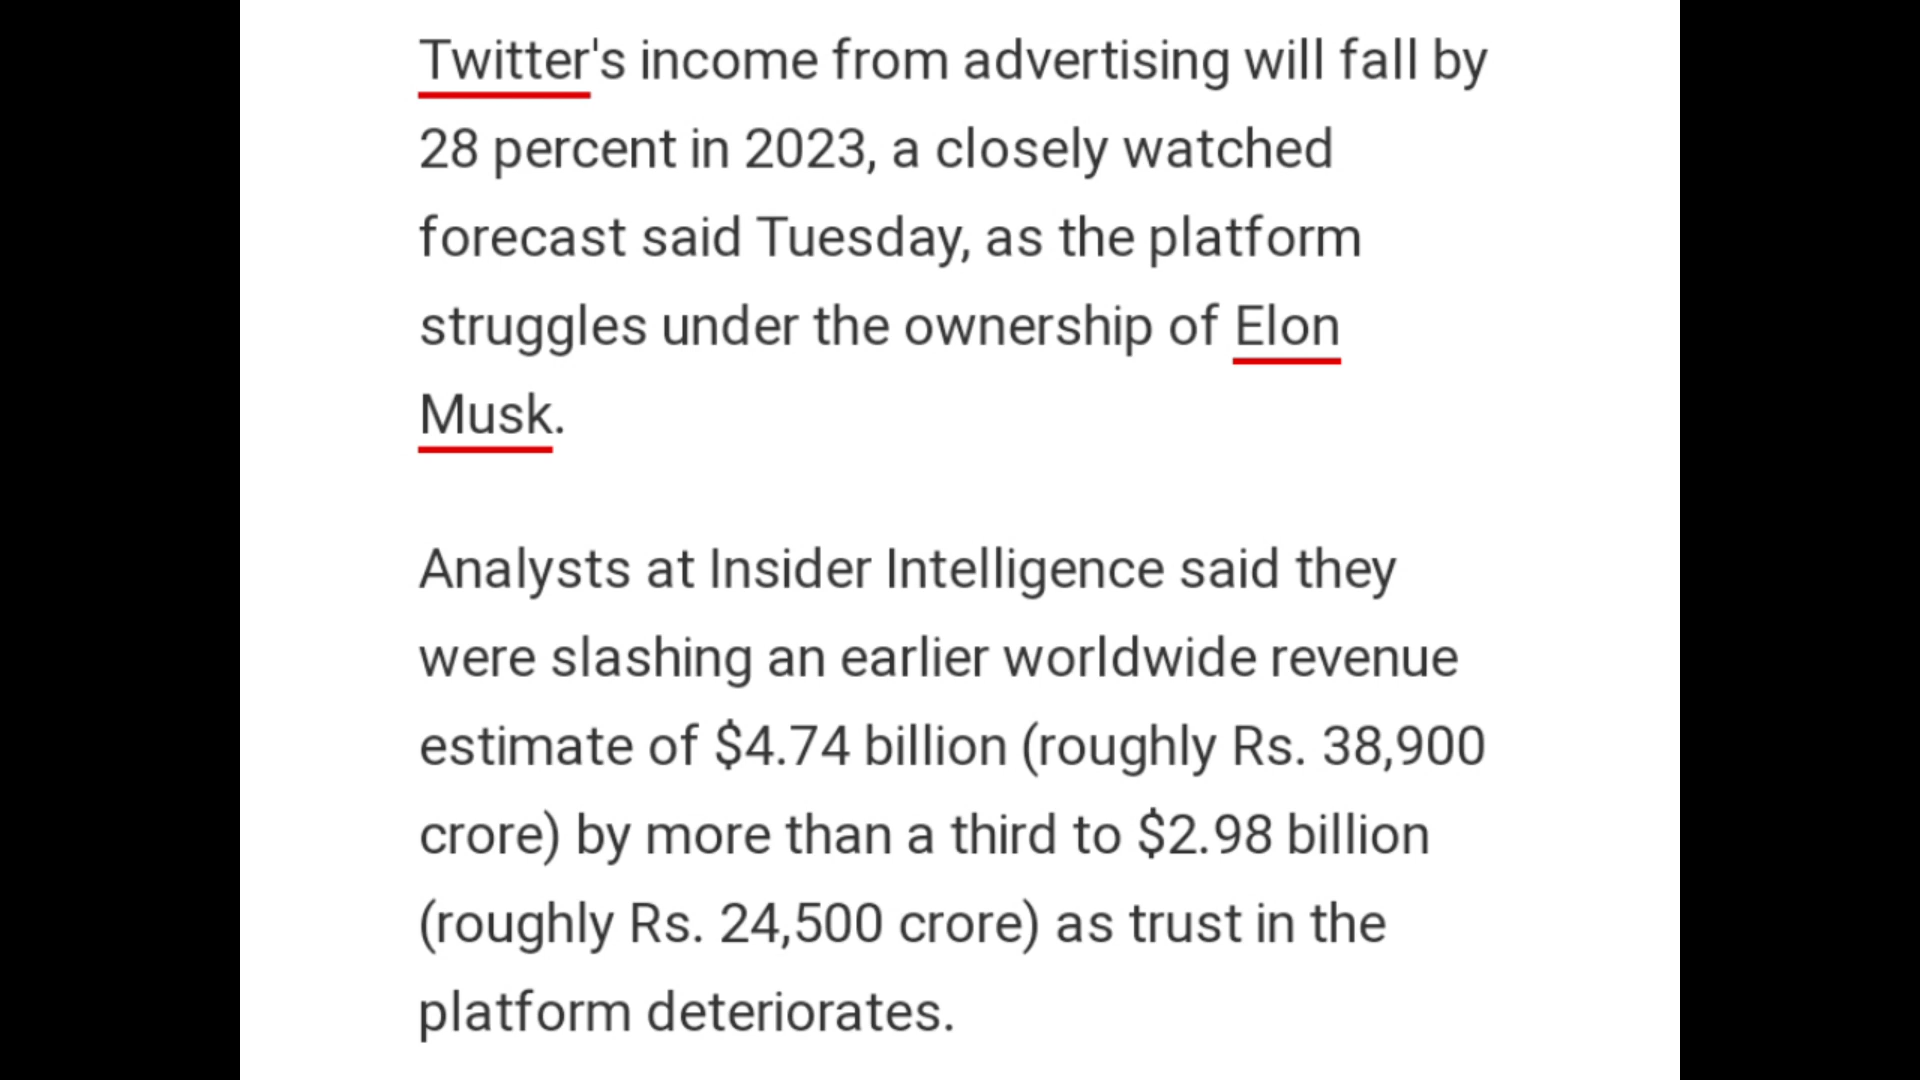 Twitter's income from advertising will fall by
28 percent in 2023, a closely watched
forecast said Tuesday, as the platform
struggles under the ownership of Elon
Musk.
Analysts at Insider Intelligence said they
were slashing an earlier worldwide revenue
estimate of $4.74 billion (roughly Rs. 38,900
crore) by more than a third to $2.98 billion
(roughly Rs. 24,500 crore) as trust in the
platform deteriorates.